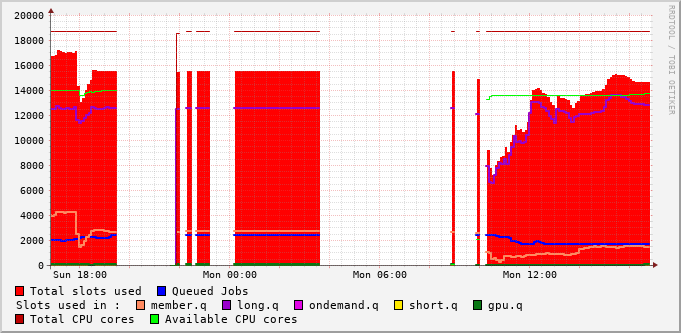 20000
18000
16000
14000
12000
10000
8000
6000
4000
2000
0
Sun 18:00 Mon 00:00 Mon 06:00 Mon 12:00
Total slots used Queued Jobs
Slots used in : member.q long.q ondemand.q short.q gpu.q
Total CPU cores Available CPU cores
RRDTOOL / TOBI OETIKER